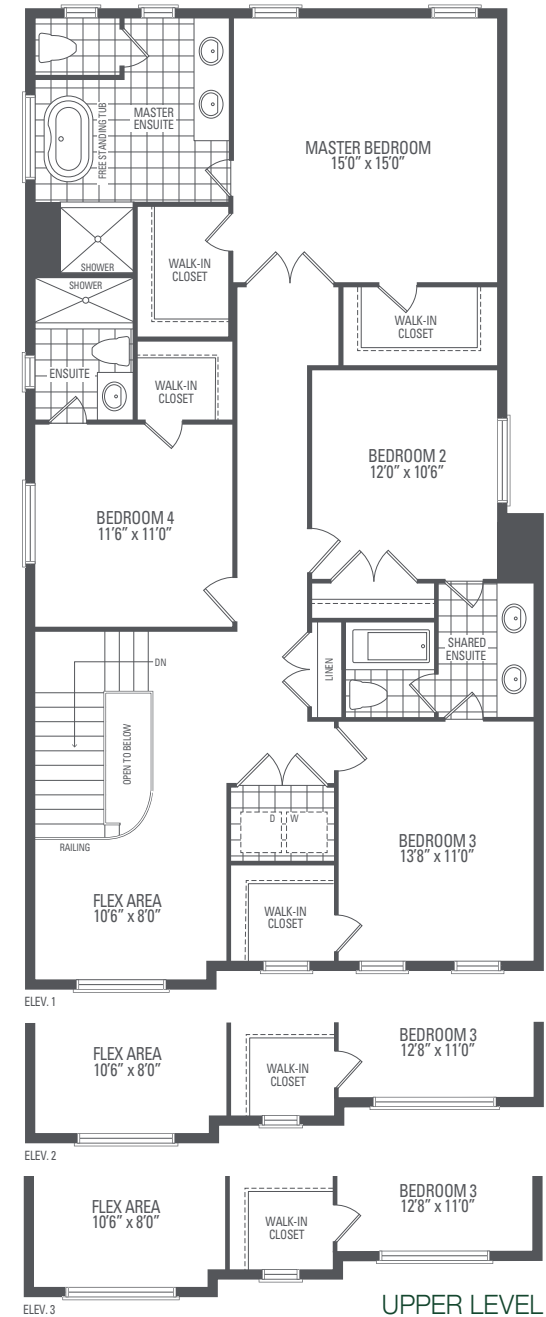 MASTER
ENSUITE
FREE STANDING TUB
MASTER BEDROOM
15'0" x 15'0"
SHOWER
WALK-IN
CLOSET
SHOWER
WALK-IN
CLOSET
ENSUITE
WALK-IN
CLOSET
BEDROOM 2
12'0" x 10'6"
BEDROOM 4
11'6" x 11'0"
DN
OPEN TO BELOW
LINEN
SHARED
ENSUITE
RAILING
D W
BEDROOM 3
13'8" x 11'0"
FLEX AREA
10'6" x 8'0"
WALK-IN
CLOSET
ELEV. 1
FLEX AREA
10'6" x 8'0"
WALK-IN
CLOSET
BEDROOM 3
12'8" x 11'0"
ELEV. 2
FLEX AREA
10'6" x 8'0"
WALK-IN
CLOSET
BEDROOM 3
12'8" x 11'0"
ELEV. 3
UPPER LEVEL